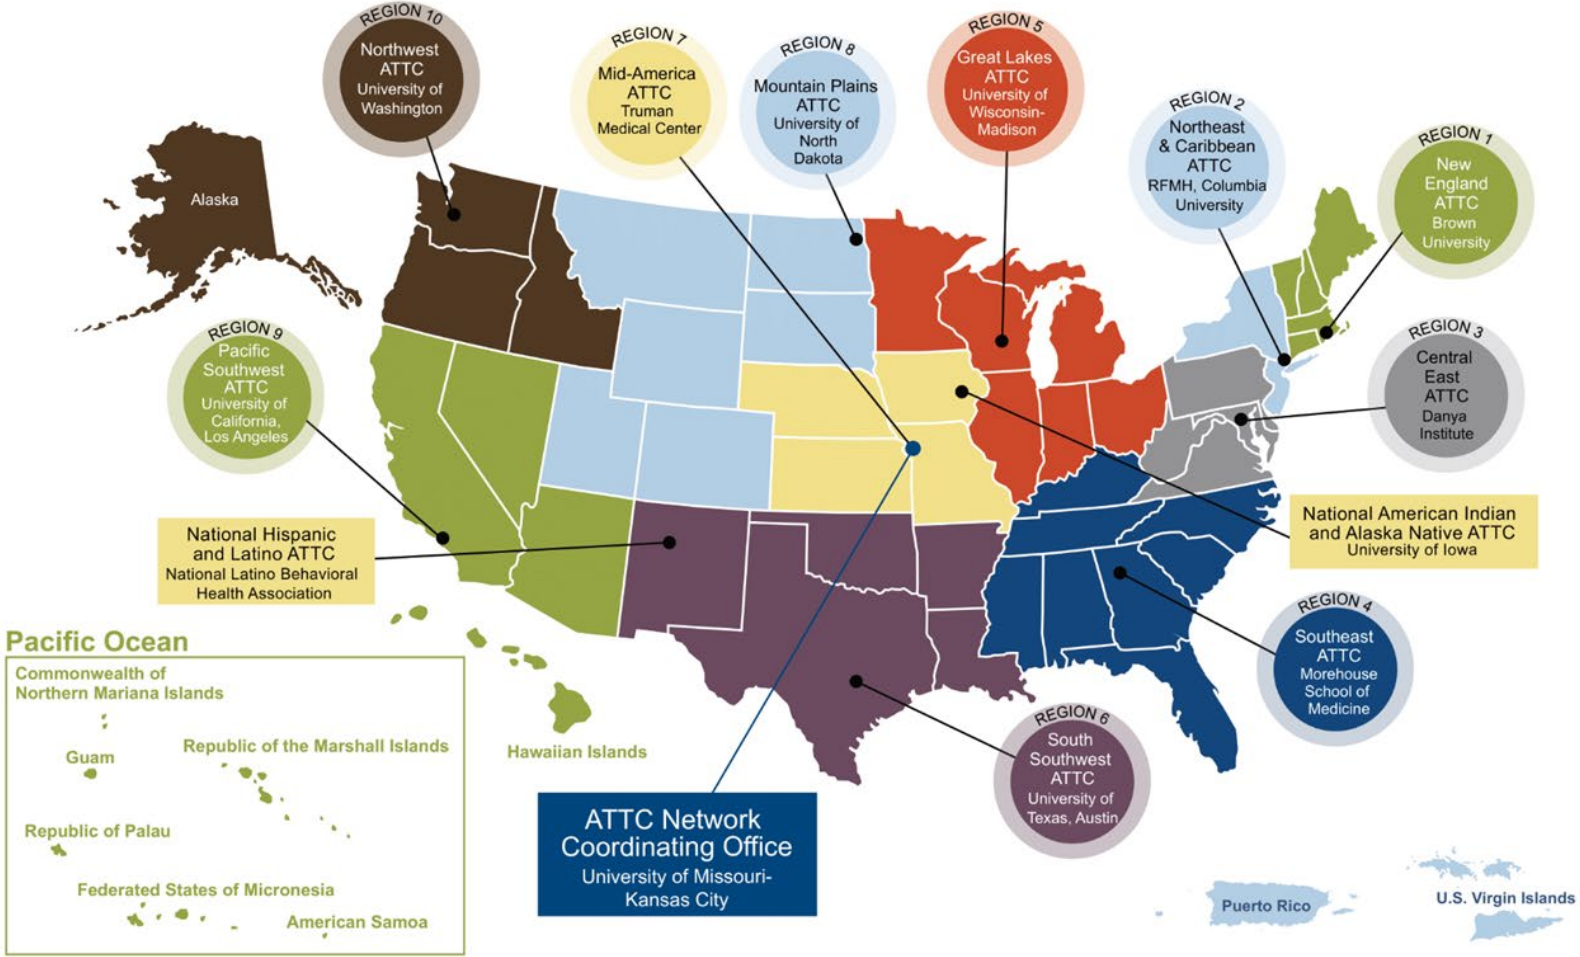 REGION 10
Northwest
ATTC
University of
Washington
REGION 7
Mid-America
ATTC
Truman
Medical Center
REGION 8
Mountain Plains
ATTC
University of
North
Dakota
REGION 5
Great Lakes
ATTC
University of
Wisconsin-
Madison
REGION 2
Northeast
& Caribbean
ATTC
RFMH, Columbia
University
REGION 1
New
England
ATTC
Brown
University
Alaska
REGION 9
Pacific
Southwest
ATTC
University of
California,
Los Angeles
REGION 3
Central
East
ATTC
Danya
Institute
National Hispanic
and Latino ATTC
National Latino Behavioral
Health Association
National American Indian
and Alaska Native ATTC
University of Iowa
REGION 4
Southeast
ATTC
Morehouse
School of
Medicine
Pacific Ocean
Commonwealth of
Northern Mariana Islands
Guam
Republic of the Marshall Islands
Republic of Palau
Federated States of Micronesia
American Samoa
Hawaiian Islands
REGION 6
South
Southwest
ATTC
University of
Texas, Austin
ATTC Network
Coordinating Office
University of Missouri-
Kansas City
Puerto Rico
U.S. Virgin Islands